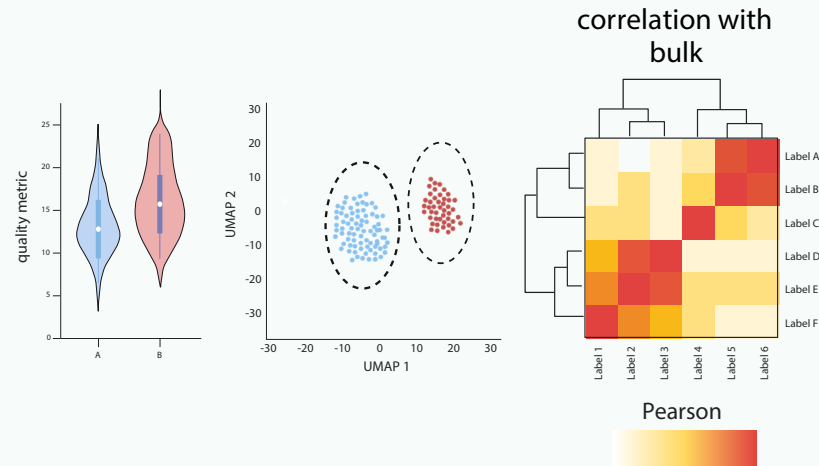 correlation with
bulk
quality metric
25
20
15
10
5
0
A
B
UMAP 2
30
20
10
0
-10
-20
-30
-30
-20
-10
0
10
20
30
UMAP 1
Label A
Label B
Label C
Label D
Label E
Label F
Label 1
Label 2
Label 3
Label 4
Label 5
Label 6
Pearson